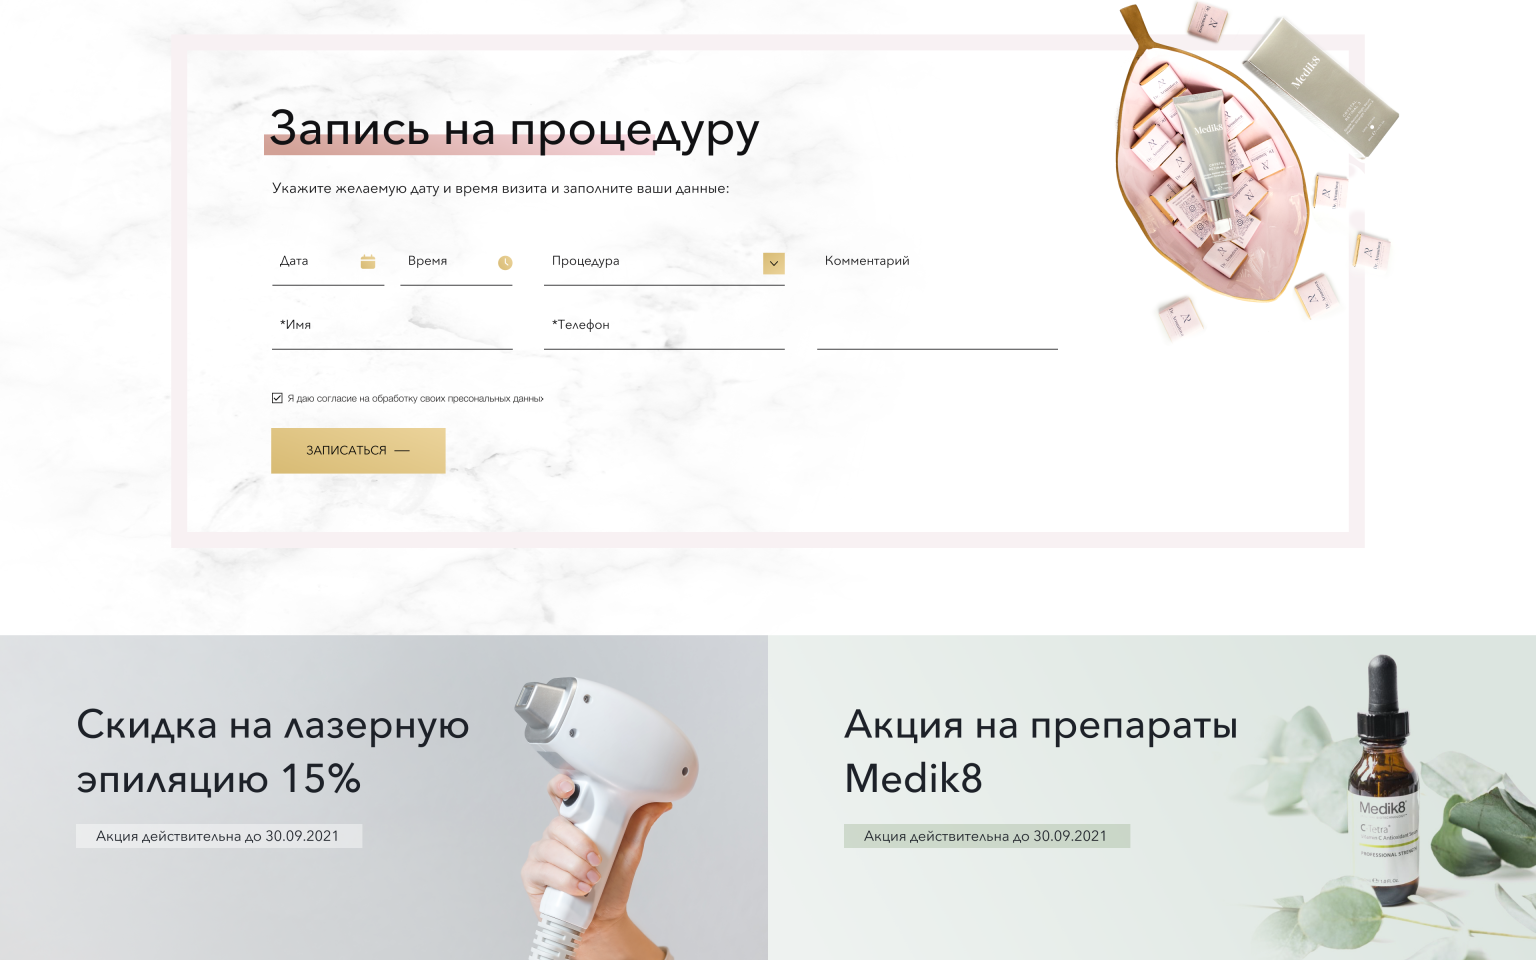 Запись на процедуру
Medik8
Укажите желаемую дату и время визита и заполните ваши данные:
Дата
Время
Процедура
Комментарий
*Имя
*Телефон
Я даю согласие на обработку своих пресональных данных
ЗАПИСАТЬСЯ —
Скидка на лазерную
эпиляцию 15%
Акция действительна до 30.09.2021
Акция на препараты
Medik8
Акция действительна до 30.09.2021
Medik8
C-Tetra
PROFESSIONAL STRENGTH